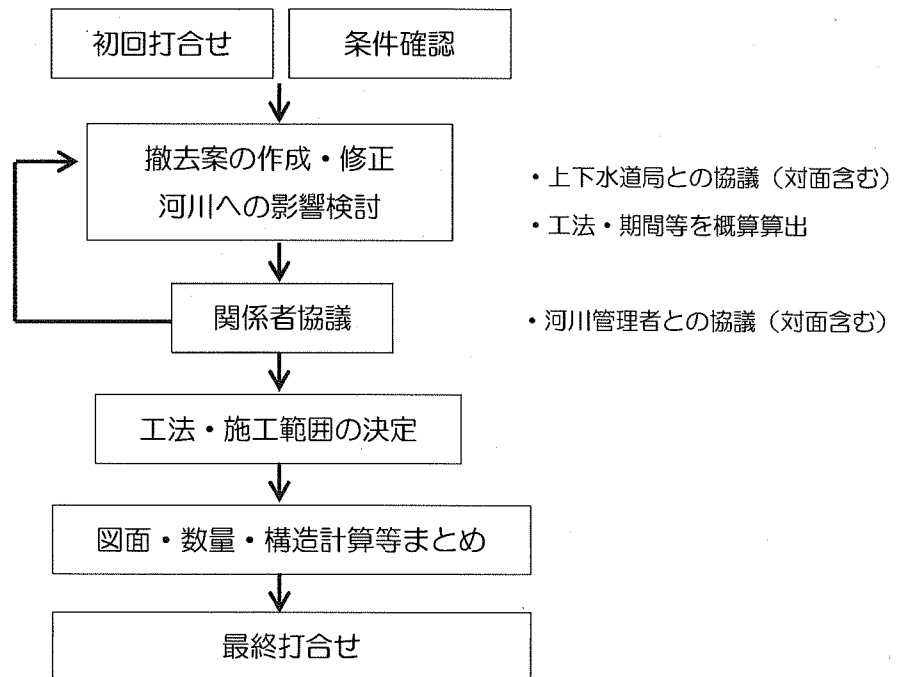 初回打合せ
条件確認
撤去案の作成・修正
河川への影響検討
・上下水道局との協議（対面含む）
・工法・期間等を概算算出
関係者協議
・河川管理者との協議（対面含む）
工法・施工範囲の決定
図面・数量・構造計算等まとめ
最終打合せ